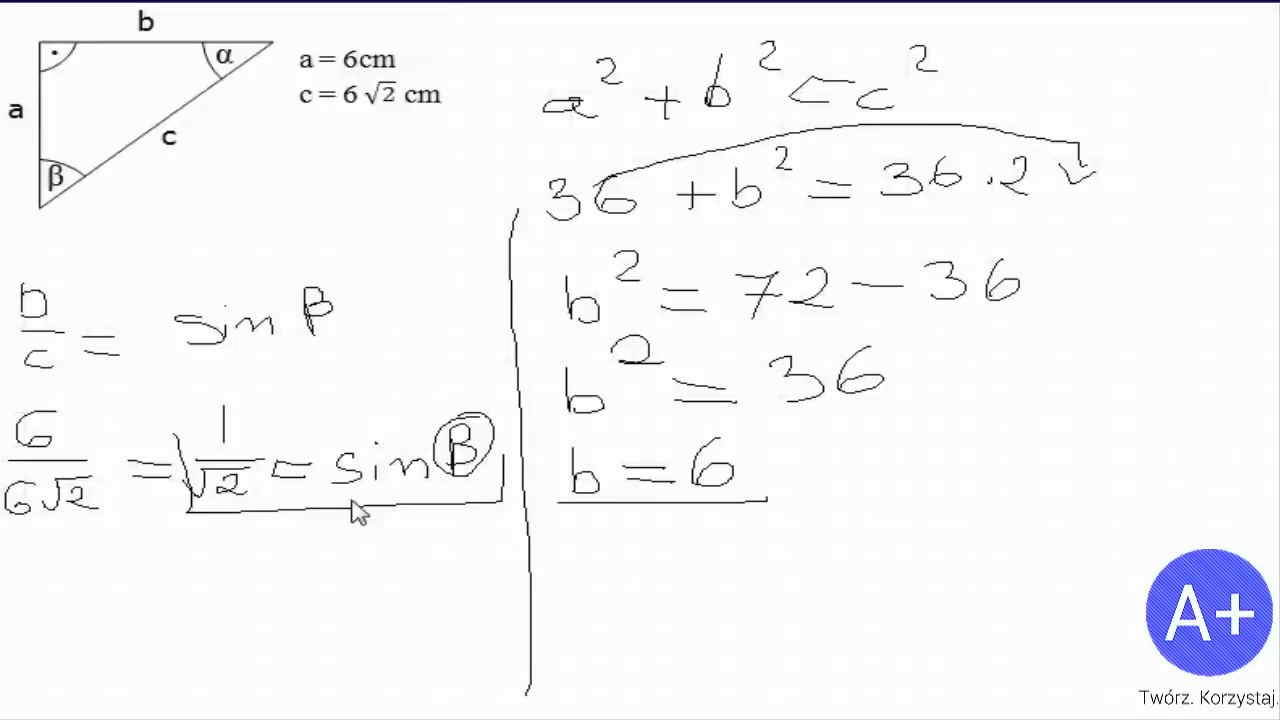 b
a
α
c
β
a = 6cm
c = 6 √2 cm
a² + b² = c²
36 + b² = 36 . 2
b² = 72 - 36
b² = 36
b = 6
b/c = sin β
6/6√2 = 1/√2 = sin β
A+
Twórz. Korzystaj.